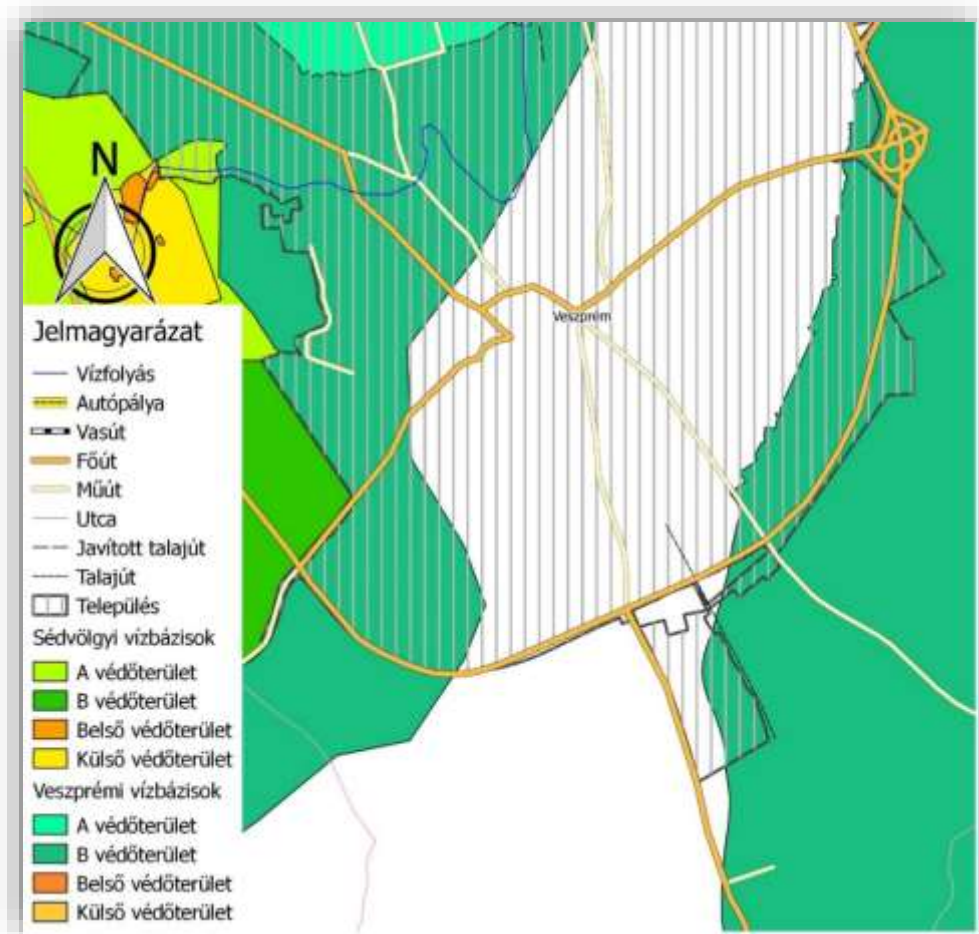 N
Veszprém
Jelmagyarázat
Vízfolyás
Autópálya
Vasút
Főút
Műút
Utca
Javított talajút
Talajút
Település
Sédvölgyi vízbázisok
A védőterület
B védőterület
Belső védőterület
Külső védőterület
Veszprémi vízbázisok
A védőterület
B védőterület
Belső védőterület
Külső védőterület